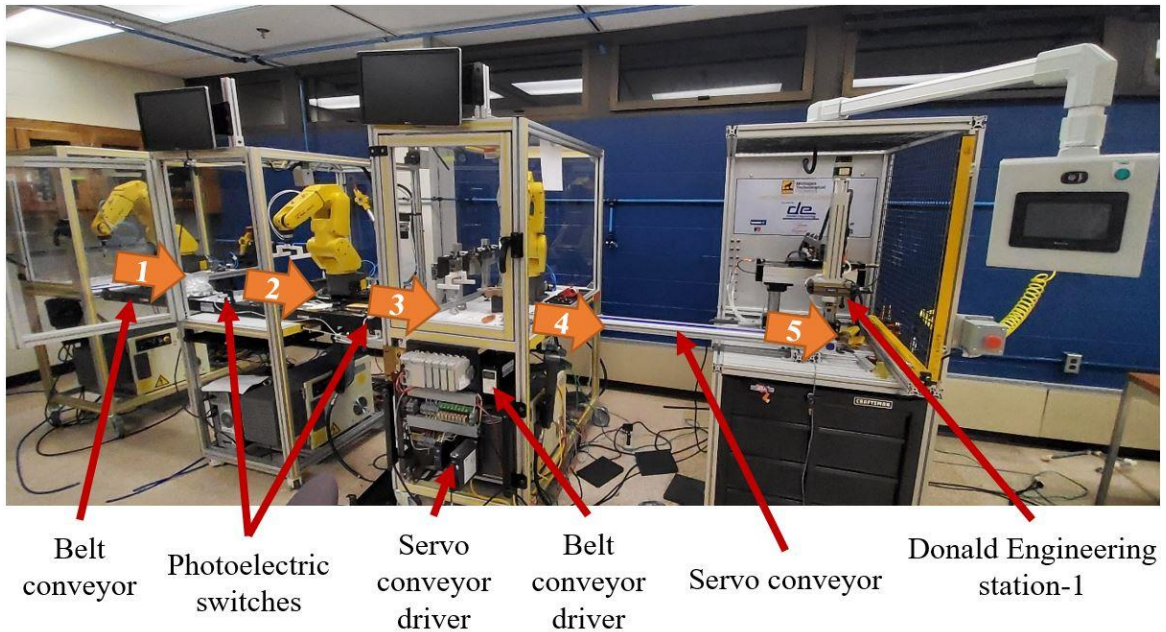 1
2
3
4
5
de
CRAFTSMAN
Belt
conveyor
Photoelectric
switches
Servo
conveyor
driver
Belt
conveyor
driver
Servo conveyor
Donald Engineering
station-1